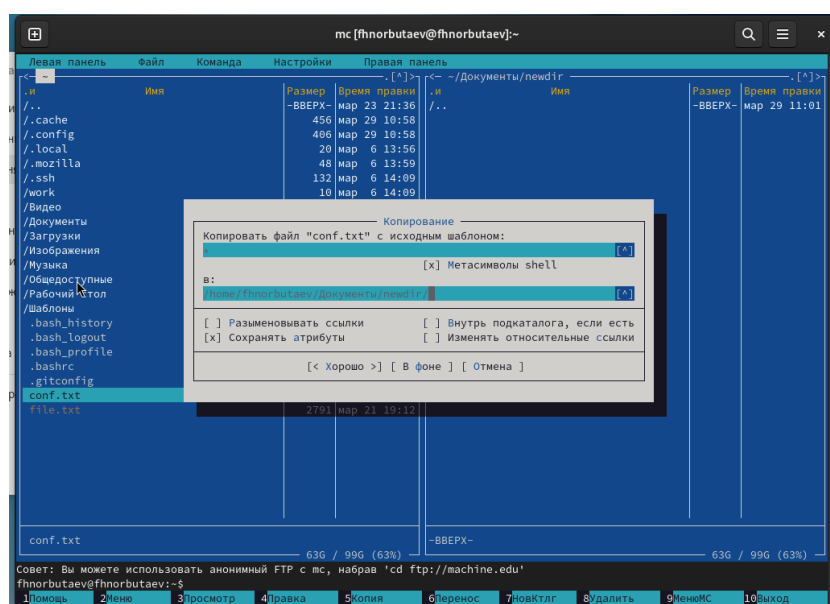 mc [fhnorbutaev@fhnorbutaev]:~
Левая панель Файл Команда Настройки Правая панель
<— ~ .[^]> <— ~/Документы/newdir .[^]>
.и Имя Размер Время правки .и Имя Размер Время правки
/.. -ВВЕРХ- мар 23 21:36 /.. -ВВЕРХ- мар 29 11:01
/.cache 456 мар 29 10:58
/.config 406 мар 29 10:58
/.local 20 мар 6 13:56
/.mozilla 48 мар 6 13:59
/.ssh 132 мар 6 14:09
/work 10 мар 6 14:09
/Видео
/Документы
/Загрузки
/Изображения
/Музыка
/Общедоступные
/Рабочий стол
/Шаблоны
.bash_history
.bash_logout
.bash_profile
.bashrc
.gitconfig
conf.txt
file.txt 2791 мар 21 19:12
Копирование
Копировать файл "conf.txt" с исходным шаблоном:
* [^]
[x] Метасимволы shell
в:
/home/fhnorbutaev/Документы/newdir/ [^]
[ ] Разыменовывать ссылки [ ] Внутрь подкаталога, если есть
[x] Сохранять атрибуты [ ] Изменять относительные ссылки
[< Хорошо >] [ В фоне ] [ Отмена ]
conf.txt -ВВЕРХ-
63G / 99G (63%) 63G / 99G (63%)
Совет: Вы можете использовать анонимный FTP с mc, набрав 'cd ftp://machine.edu'
fhnorbutaev@fhnorbutaev:~$
1Помощь 2Меню 3Просмотр 4Правка 5Копия 6Перенос 7НовКтлг 8Удалить 9МенюМС 10Выход